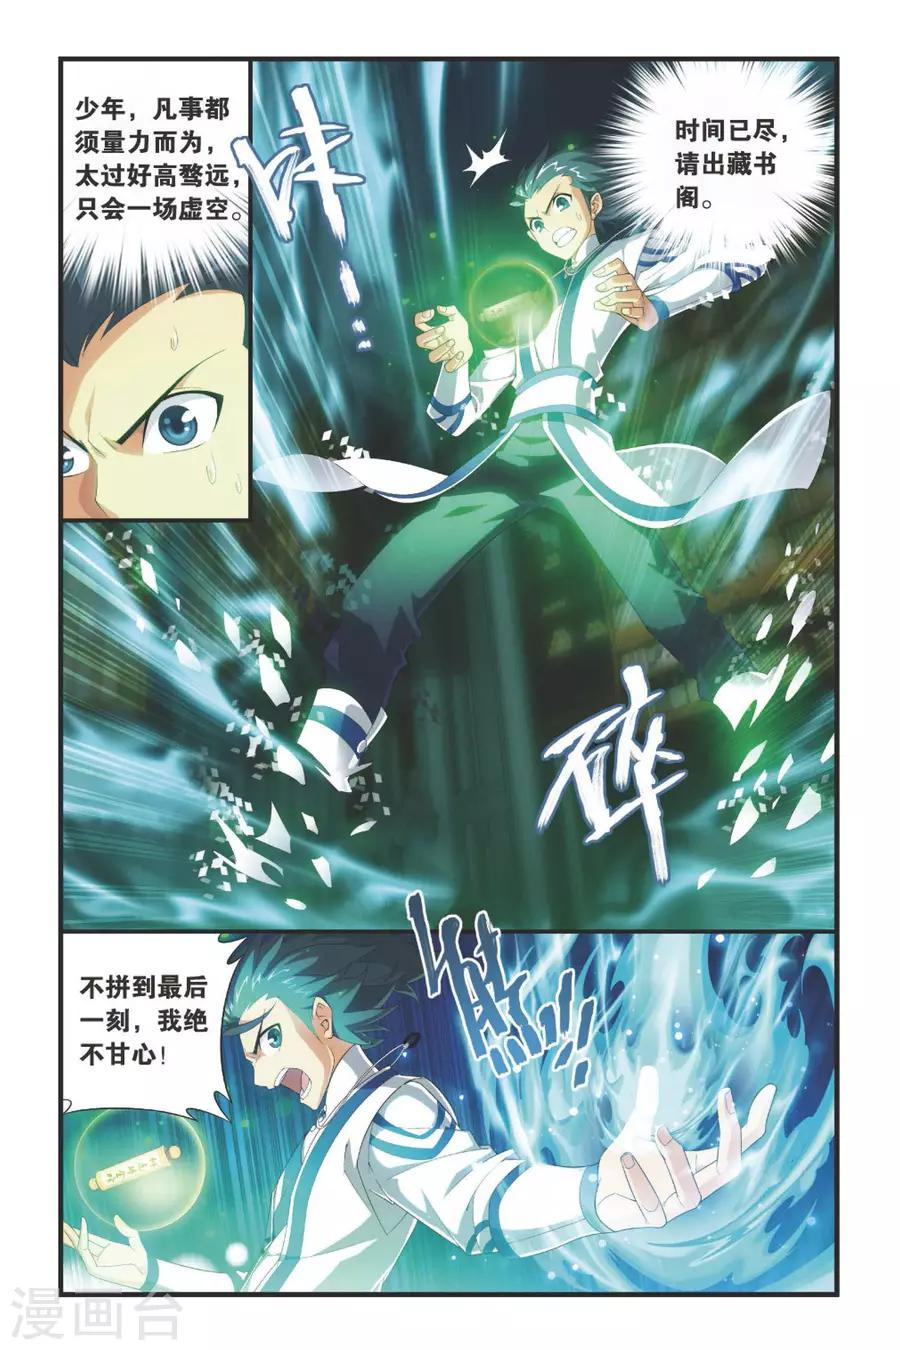 少年，凡事都
须量力而为，
太过好高骛远，
只会一场虚空。
咔
时间已尽，
请出藏书
阁。
碎
不拼到最后
一刻，我绝
不甘心！
漫画台